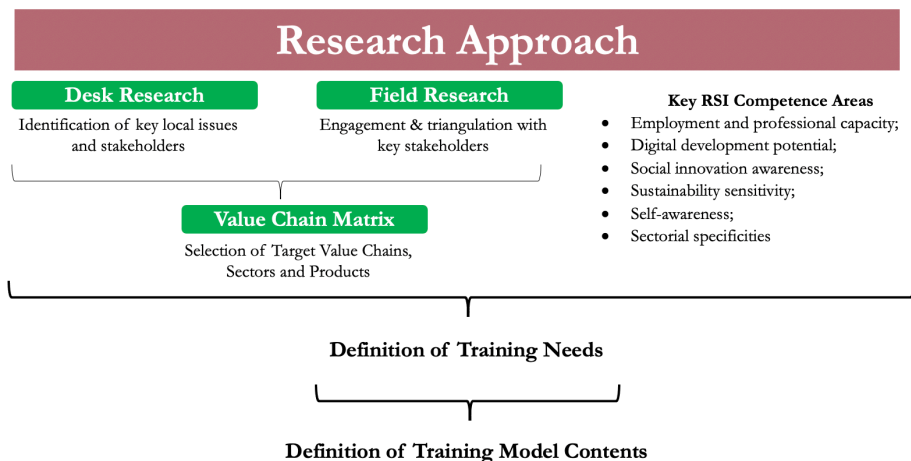 Research Approach
Desk Research
Identification of key local issues
and stakeholders
Field Research
Engagement & triangulation with
key stakeholders
Value Chain Matrix
Selection of Target Value Chains,
Sectors and Products
Key RSI Competence Areas
• Employment and professional capacity;
• Digital development potential;
• Social innovation awareness;
• Sustainability sensitivity;
• Self-awareness;
• Sectorial specificities
Definition of Training Needs
Definition of Training Model Contents